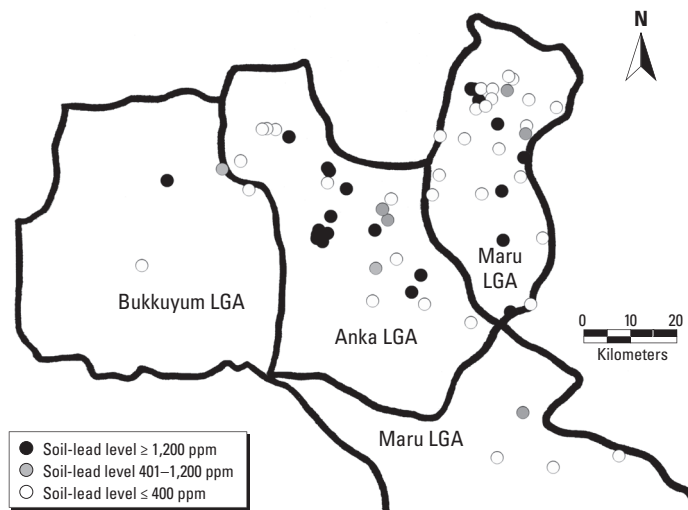 N
Maru
LGA
Bukkuyum LGA
Anka LGA
0 10 20
Kilometers
Maru LGA
Soil-lead level ≥ 1,200 ppm
Soil-lead level 401–1,200 ppm
Soil-lead level ≤ 400 ppm